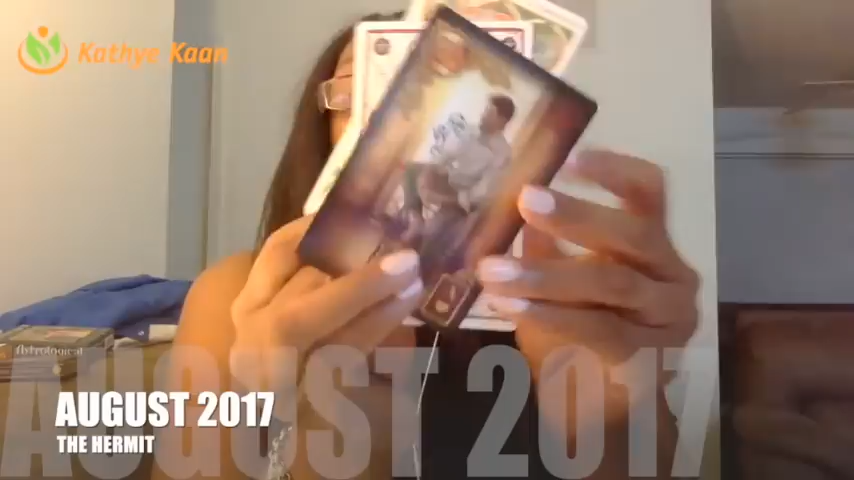 Kathye Kaan
Astrological
AUGUST 2017
AUGUST 2017
THE HERMIT